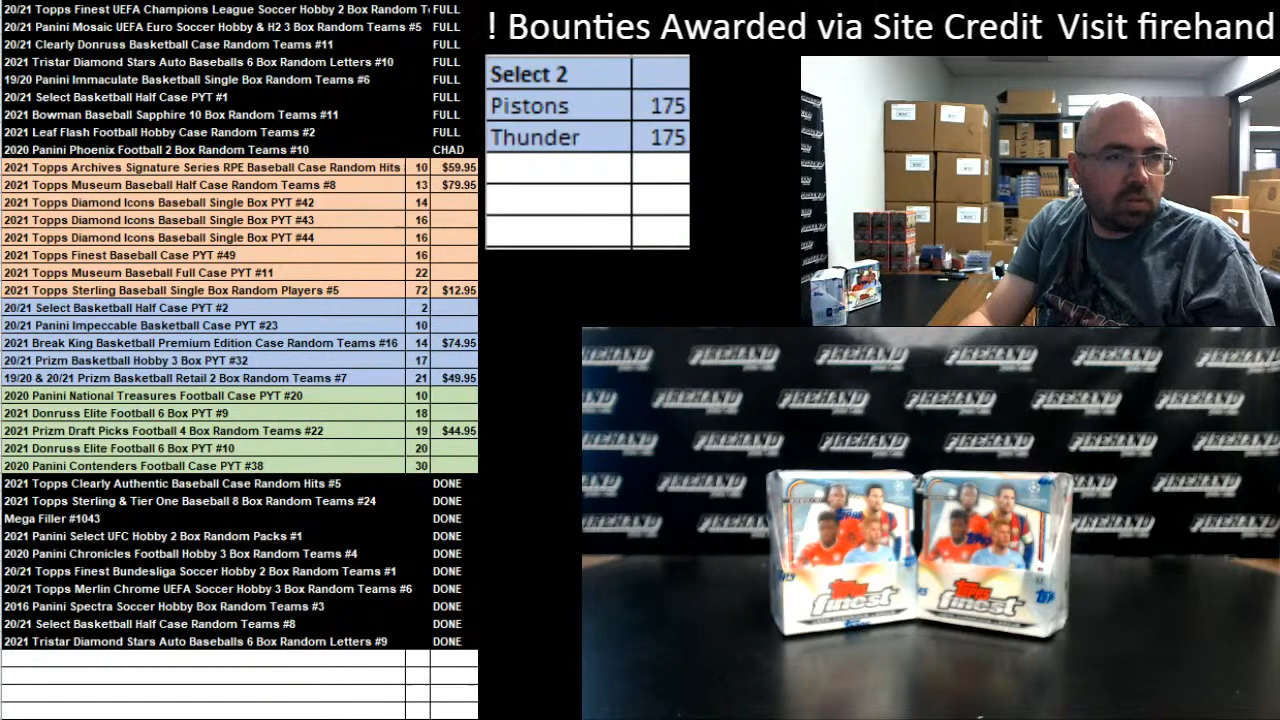 20/21 Topps Finest UEFA Champions League Soccer Hobby 2 Box Random T FULL
20/21 Panini Mosaic UEFA Euro Soccer Hobby & H2 3 Box Random Teams #5 FULL
20/21 Clearly Donruss Basketball Case Random Teams #11 FULL
2021 Tristar Diamond Stars Auto Baseballs 6 Box Random Letters #10 FULL
19/20 Panini Immaculate Basketball Single Box Random Teams #6 FULL
20/21 Select Basketball Half Case PYT #1 FULL
2021 Bowman Baseball Sapphire 10 Box Random Teams #11 FULL
2021 Leaf Flash Football Hobby Case Random Teams #2 FULL
2020 Panini Phoenix Football 2 Box Random Teams #10 CHAD
2021 Topps Archives Signature Series RPE Baseball Case Random Hits 10 $59.95
2021 Topps Museum Baseball Half Case Random Teams #8 13 $79.95
2021 Topps Diamond Icons Baseball Single Box PYT #42 14
2021 Topps Diamond Icons Baseball Single Box PYT #43 16
2021 Topps Diamond Icons Baseball Single Box PYT #44 16
2021 Topps Finest Baseball Case PYT #49 16
2021 Topps Museum Baseball Full Case PYT #11 22
2021 Topps Sterling Baseball Single Box Random Players #5 72 $12.95
20/21 Select Basketball Half Case PYT #2 2
20/21 Panini Impeccable Basketball Case PYT #23 10
2021 Break King Basketball Premium Edition Case Random Teams #16 14 $74.95
20/21 Prizm Basketball Hobby 3 Box PYT #32 17
19/20 & 20/21 Prizm Basketball Retail 2 Box Random Teams #7 21 $49.95
2020 Panini National Treasures Football Case PYT #20 10
2021 Donruss Elite Football 6 Box PYT #9 18
2021 Prizm Draft Picks Football 4 Box Random Teams #22 19 $44.95
2021 Donruss Elite Football 6 Box PYT #10 20
2020 Panini Contenders Football Case PYT #38 30
2021 Topps Clearly Authentic Baseball Case Random Hits #5 DONE
2021 Topps Sterling & Tier One Baseball 8 Box Random Teams #24 DONE
Mega Filler #1043 DONE
2021 Panini Select UFC Hobby 2 Box Random Packs #1 DONE
2020 Panini Chronicles Football Hobby 3 Box Random Teams #4 DONE
20/21 Topps Finest Bundesliga Soccer Hobby 2 Box Random Teams #1 DONE
20/21 Topps Merlin Chrome UEFA Soccer Hobby 3 Box Random Teams #6 DONE
2016 Panini Spectra Soccer Hobby Box Random Teams #3 DONE
20/21 Select Basketball Half Case Random Teams #8 DONE
2021 Tristar Diamond Stars Auto Baseballs 6 Box Random Letters #9 DONE
! Bounties Awarded via Site Credit Visit firehand
Select 2
Pistons 175
Thunder 175
FIREHAND
Topps
finest
Topps
finest